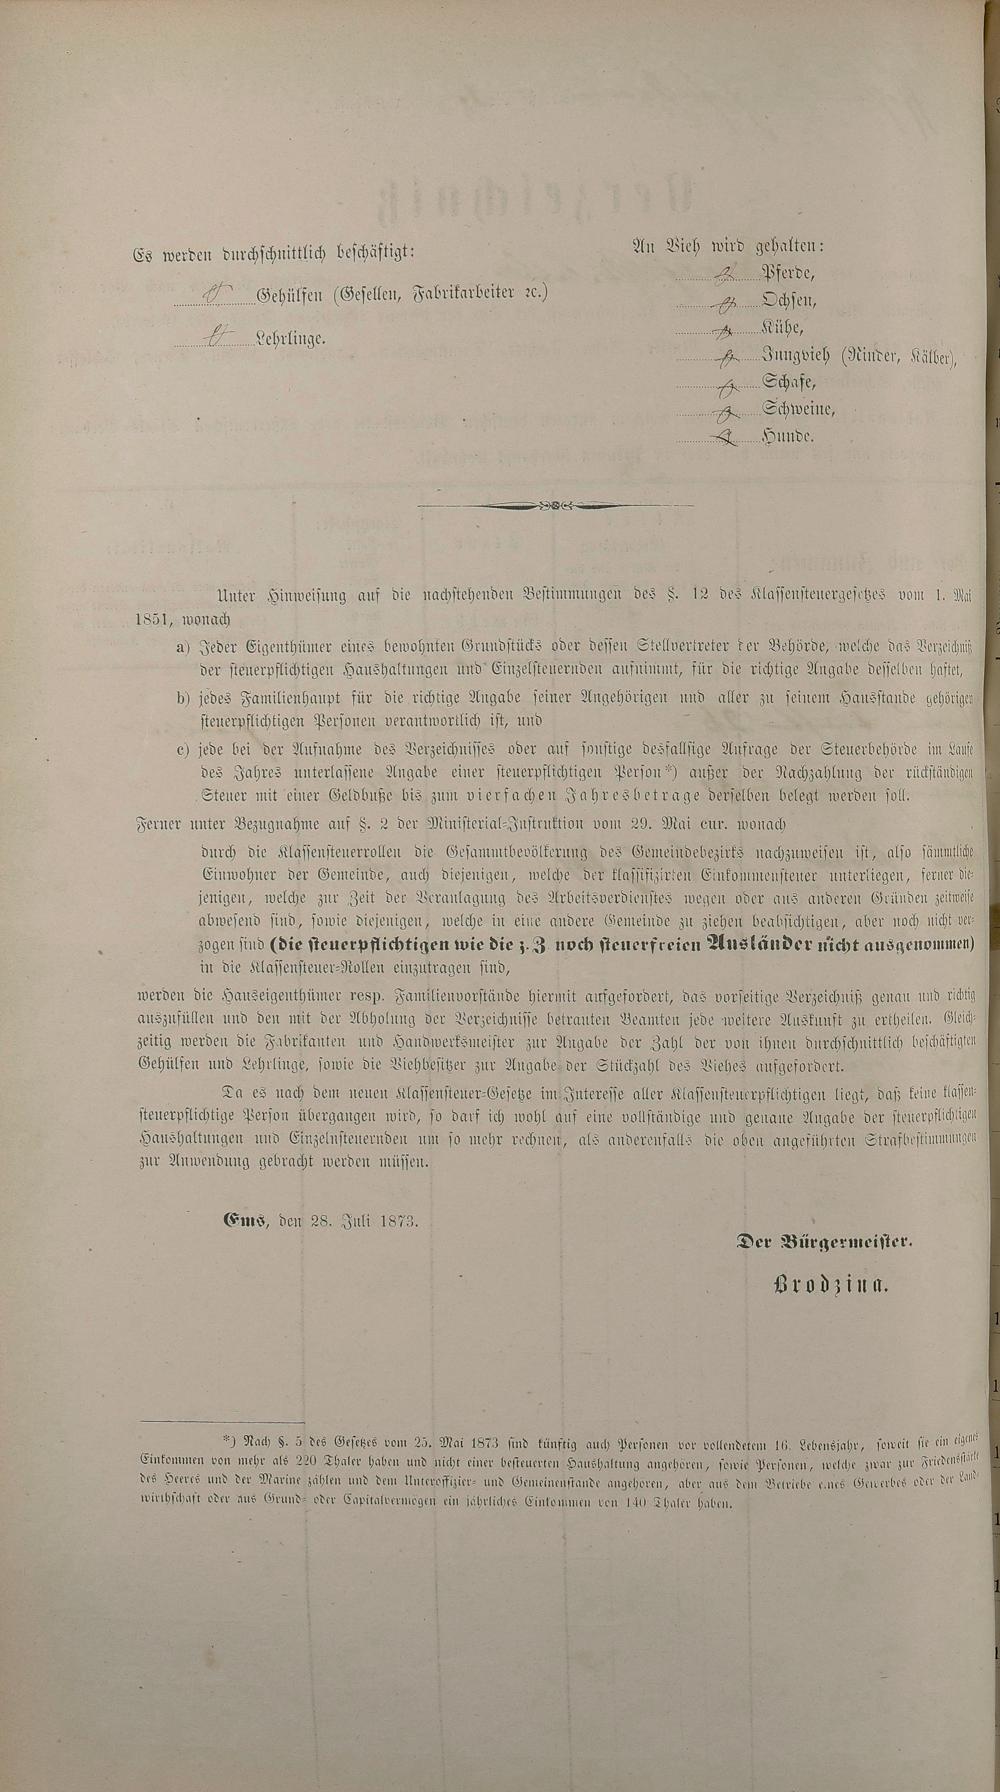 Es werden durchschnittlich beschäftigt:
Gehülfen (Gesellen, Fabrikarbeiter ꝛc.)
Lehrlinge.
An Vieh wird gehalten:
Pferde,
Ochsen,
Kühe,
Jungvieh (Rinder, Kälber),
Schafe,
Schweine,
Hunde.
Unter Hinweisung auf die nachstehenden Bestimmungen des §. 12 des Klassensteuergesetzes vom 1. Mai
1851, wonach
a) Jeder Eigenthümer eines bewohnten Grundstücks oder dessen Stellvertreter der Behörde, welche das Verzeichniß
der steuerpflichtigen Haushaltungen und Einzelsteuernden aufnimmt, für die richtige Angabe desselben haftet,
b) jedes Familienhaupt für die richtige Angabe seiner Angehörigen und aller zu seinem Hausstande gehörigen
steuerpflichtigen Personen verantwortlich ist, und
c) jede bei der Aufnahme des Verzeichnisses oder auf sonstige desfallsige Anfrage der Steuerbehörde im Laufe
des Jahres unterlassene Angabe einer steuerpflichtigen Person*) außer der Nachzahlung der rückständigen
Steuer mit einer Geldbuße bis zum vierfachen Jahresbetrage derselben belegt werden soll.
Ferner unter Bezugnahme auf §. 2 der Ministerial-Instruktion vom 29. Mai cur. wonach
durch die Klassensteuerrollen die Gesammtbevölkerung des Gemeindebezirks nachzuweisen ist, also sämmtliche
Einwohner der Gemeinde, auch diejenigen, welche der klassifizirten Einkommensteuer unterliegen, ferner die-
jenigen, welche zur Zeit der Veranlagung des Arbeitsverdienstes wegen oder aus anderen Gründen zeitweise
abwesend sind, sowie diejenigen, welche in eine andere Gemeinde zu ziehen beabsichtigen, aber noch nicht ver-
zogen sind (die steuerpflichtigen wie die z. Z noch steuerfreien Ausländer nicht ausgenommen)
in die Klassensteuer-Rollen einzutragen sind,
werden die Hauseigenthümer resp. Familienvorstände hiermit aufgefordert, das vorseitige Verzeichniß genau und richtig
auszufüllen und den mit der Abholung der Verzeichnisse betrauten Beamten jede weitere Auskunft zu ertheilen. Gleich-
zeitig werden die Fabrikanten und Handwerksmeister zur Angabe der Zahl der von ihnen durchschnittlich beschäftigten
Gehülfen und Lehrlinge, sowie die Viehbesitzer zur Angabe der Stückzahl des Viehes aufgefordert.
Da es nach dem neuen Klassensteuer-Gesetze im Interesse aller Klassensteuerpflichtigen liegt, daß keine klassen-
steuerpflichtige Person übergangen wird, so darf ich wohl auf eine vollständige und genaue Angabe der steuerpflichtigen
Haushaltungen und Einzelnsteuernden um so mehr rechnen, als anderenfalls die oben angeführten Strafbestimmungen
zur Anwendung gebracht werden müssen.
Ems, den 28. Juli 1873.
Der Bürgermeister.
Brodzina.
*) Nach §. 5 des Gesetzes vom 25. Mai 1873 sind künftig auch Personen vor vollendetem 16. Lebensjahr, soweit sie ein eigenes
Einkommen von mehr als 220 Thaler haben und nicht einer besteuerten Haushaltung angehören, sowie Personen, welche zwar zur Friedensstärke
des Heeres und der Marine zählen und dem Unteroffizier- und Gemeinenstande angehören, aber aus dem Betriebe eines Gewerbes oder der Land-
wirthschaft oder aus Grund- oder Capitalvermögen ein jährliches Einkommen von 140 Thaler haben.